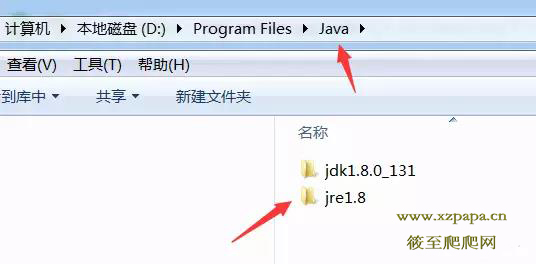 计算机 ▸ 本地磁盘 (D:) ▸ Program Files ▸ Java ▸
查看(V) 工具(T) 帮助(H)
到库中 共享 新建文件夹
名称
jdk1.8.0_131
jre1.8
www.xzpapa.cn
筱至爬爬网